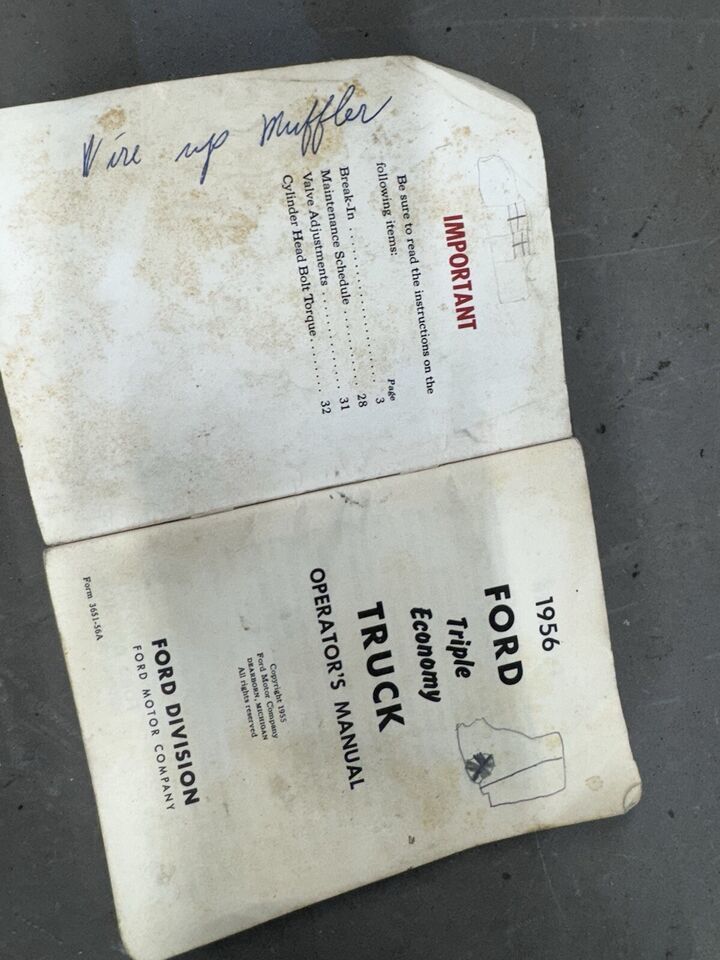 Wire up Muffler
IMPORTANT
Be sure to read the instructions on the
following items:
Page
Break-In . . . . . . . . . . . . . . . . . . . . 3
Maintenance Schedule . . . . . . . . . . 28
Valve Adjustments . . . . . . . . . . . . . 31
Cylinder Head Bolt Torque. . . . . . . . 32
1956
FORD
Triple
Economy
TRUCK
OPERATOR'S MANUAL
Copyright 1955
Ford Motor Company
DEARBORN, MICHIGAN
All rights reserved
FORD DIVISION
FORD MOTOR COMPANY
Form 3651-56A